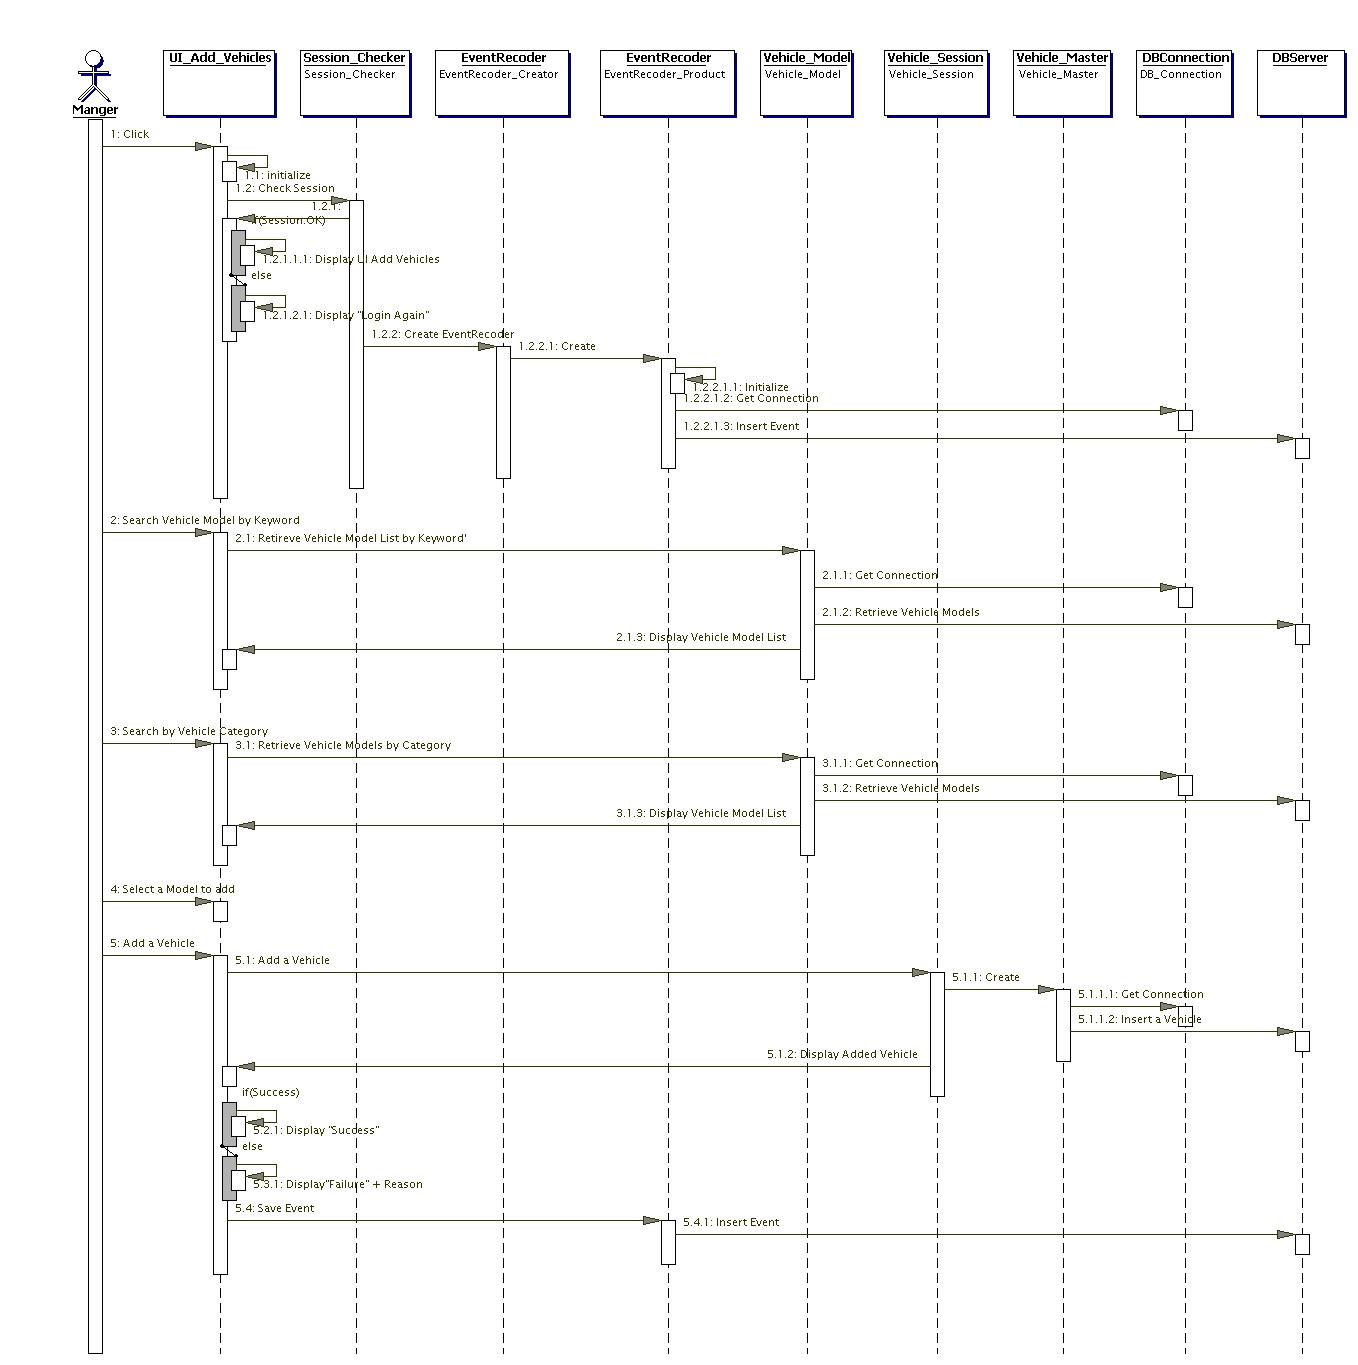 UI_Add_Vehicles
Session_Checker
Session_Checker
EventRecoder
EventRecoder_Creator
EventRecoder
EventRecoder_Product
Vehicle_Model
Vehicle_Model
Vehicle_Session
Vehicle_Session
Vehicle_Master
Vehicle_Master
DBConnection
DB_Connection
DBServer
Manger
1: Click
1.1: initialize
1.2: Check Session
1.2.1:
if(Session.OK)
1.2.1.1.1: Display UI Add Vehicles
else
1.2.1.2.1: Display "Login Again"
1.2.2: Create EventRecoder
1.2.2.1: Create
1.2.2.1.1: Initialize
1.2.2.1.2: Get Connection
1.2.2.1.3: Insert Event
2: Search Vehicle Model by Keyword
2.1: Retireve Vehicle Model List by Keyword'
2.1.1: Get Connection
2.1.2: Retrieve Vehicle Models
2.1.3: Display Vehicle Model List
3: Search by Vehicle Category
3.1: Retrieve Vehicle Models by Category
3.1.1: Get Connection
3.1.2: Retrieve Vehicle Models
3.1.3: Display Vehicle Model List
4: Select a Model to add
5: Add a Vehicle
5.1: Add a Vehicle
5.1.1: Create
5.1.1.1: Get Connection
5.1.1.2: Insert a Vehicle
5.1.2: Display Added Vehicle
if(Success)
5.2.1: Display "Success"
else
5.3.1: Display"Failure" + Reason
5.4: Save Event
5.4.1: Insert Event